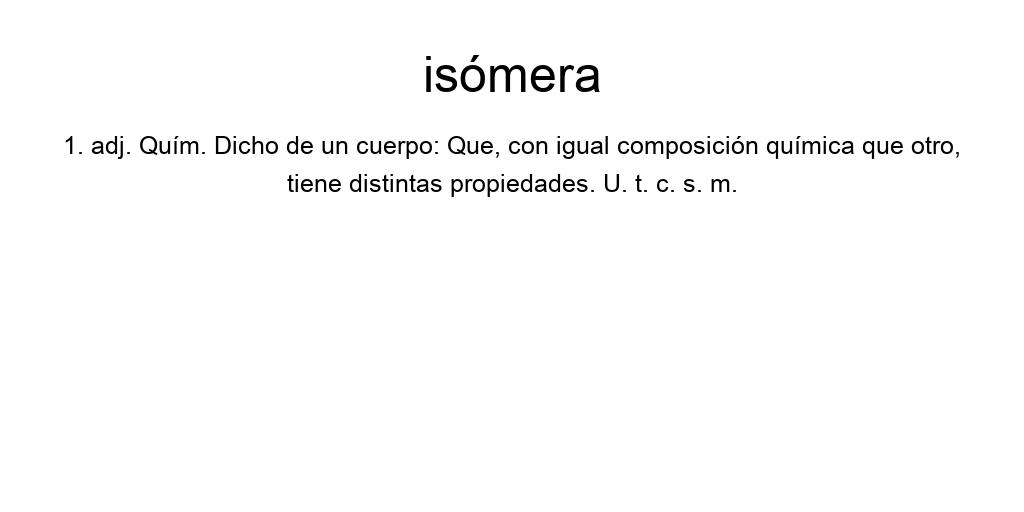 isómera
1. adj. Quím. Dicho de un cuerpo: Que, con igual composición química que otro,
tiene distintas propiedades. U. t. c. s. m.